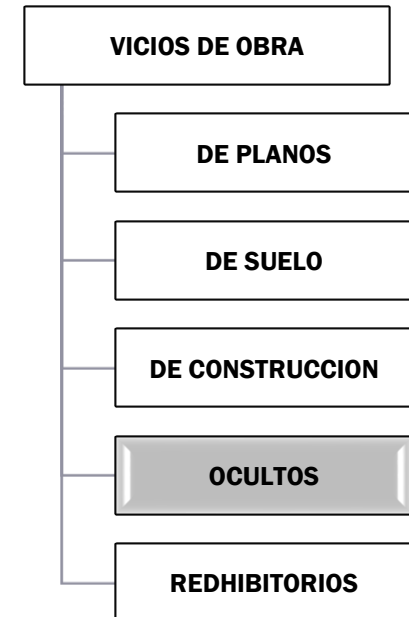 VICIOS DE OBRA
DE PLANOS
DE SUELO
DE CONSTRUCCION
OCULTOS
REDHIBITORIOS